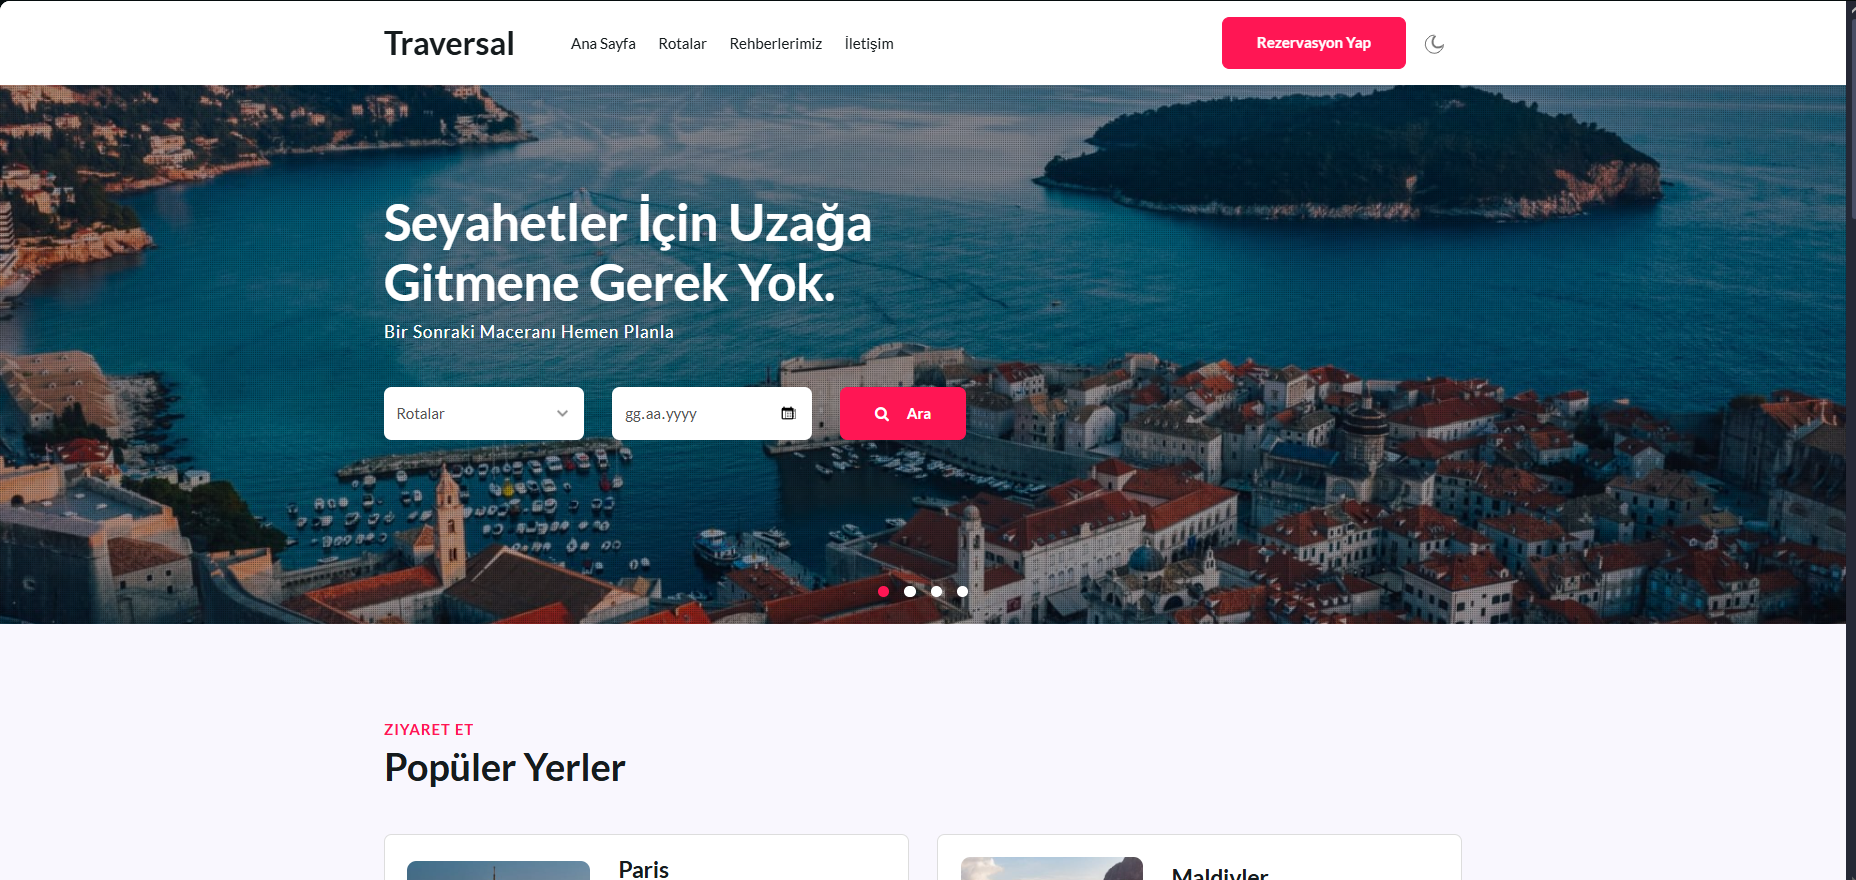 Traversal
Ana Sayfa
Rotalar
Rehberlerimiz
İletişim
Rezervasyon Yap
Seyahetler İçin Uzağa
Gitmene Gerek Yok.
Bir Sonraki Maceranı Hemen Planla
Rotalar
gg.aa.yyyy
Ara
ZIYARET ET
Popüler Yerler
Paris
Maldivler